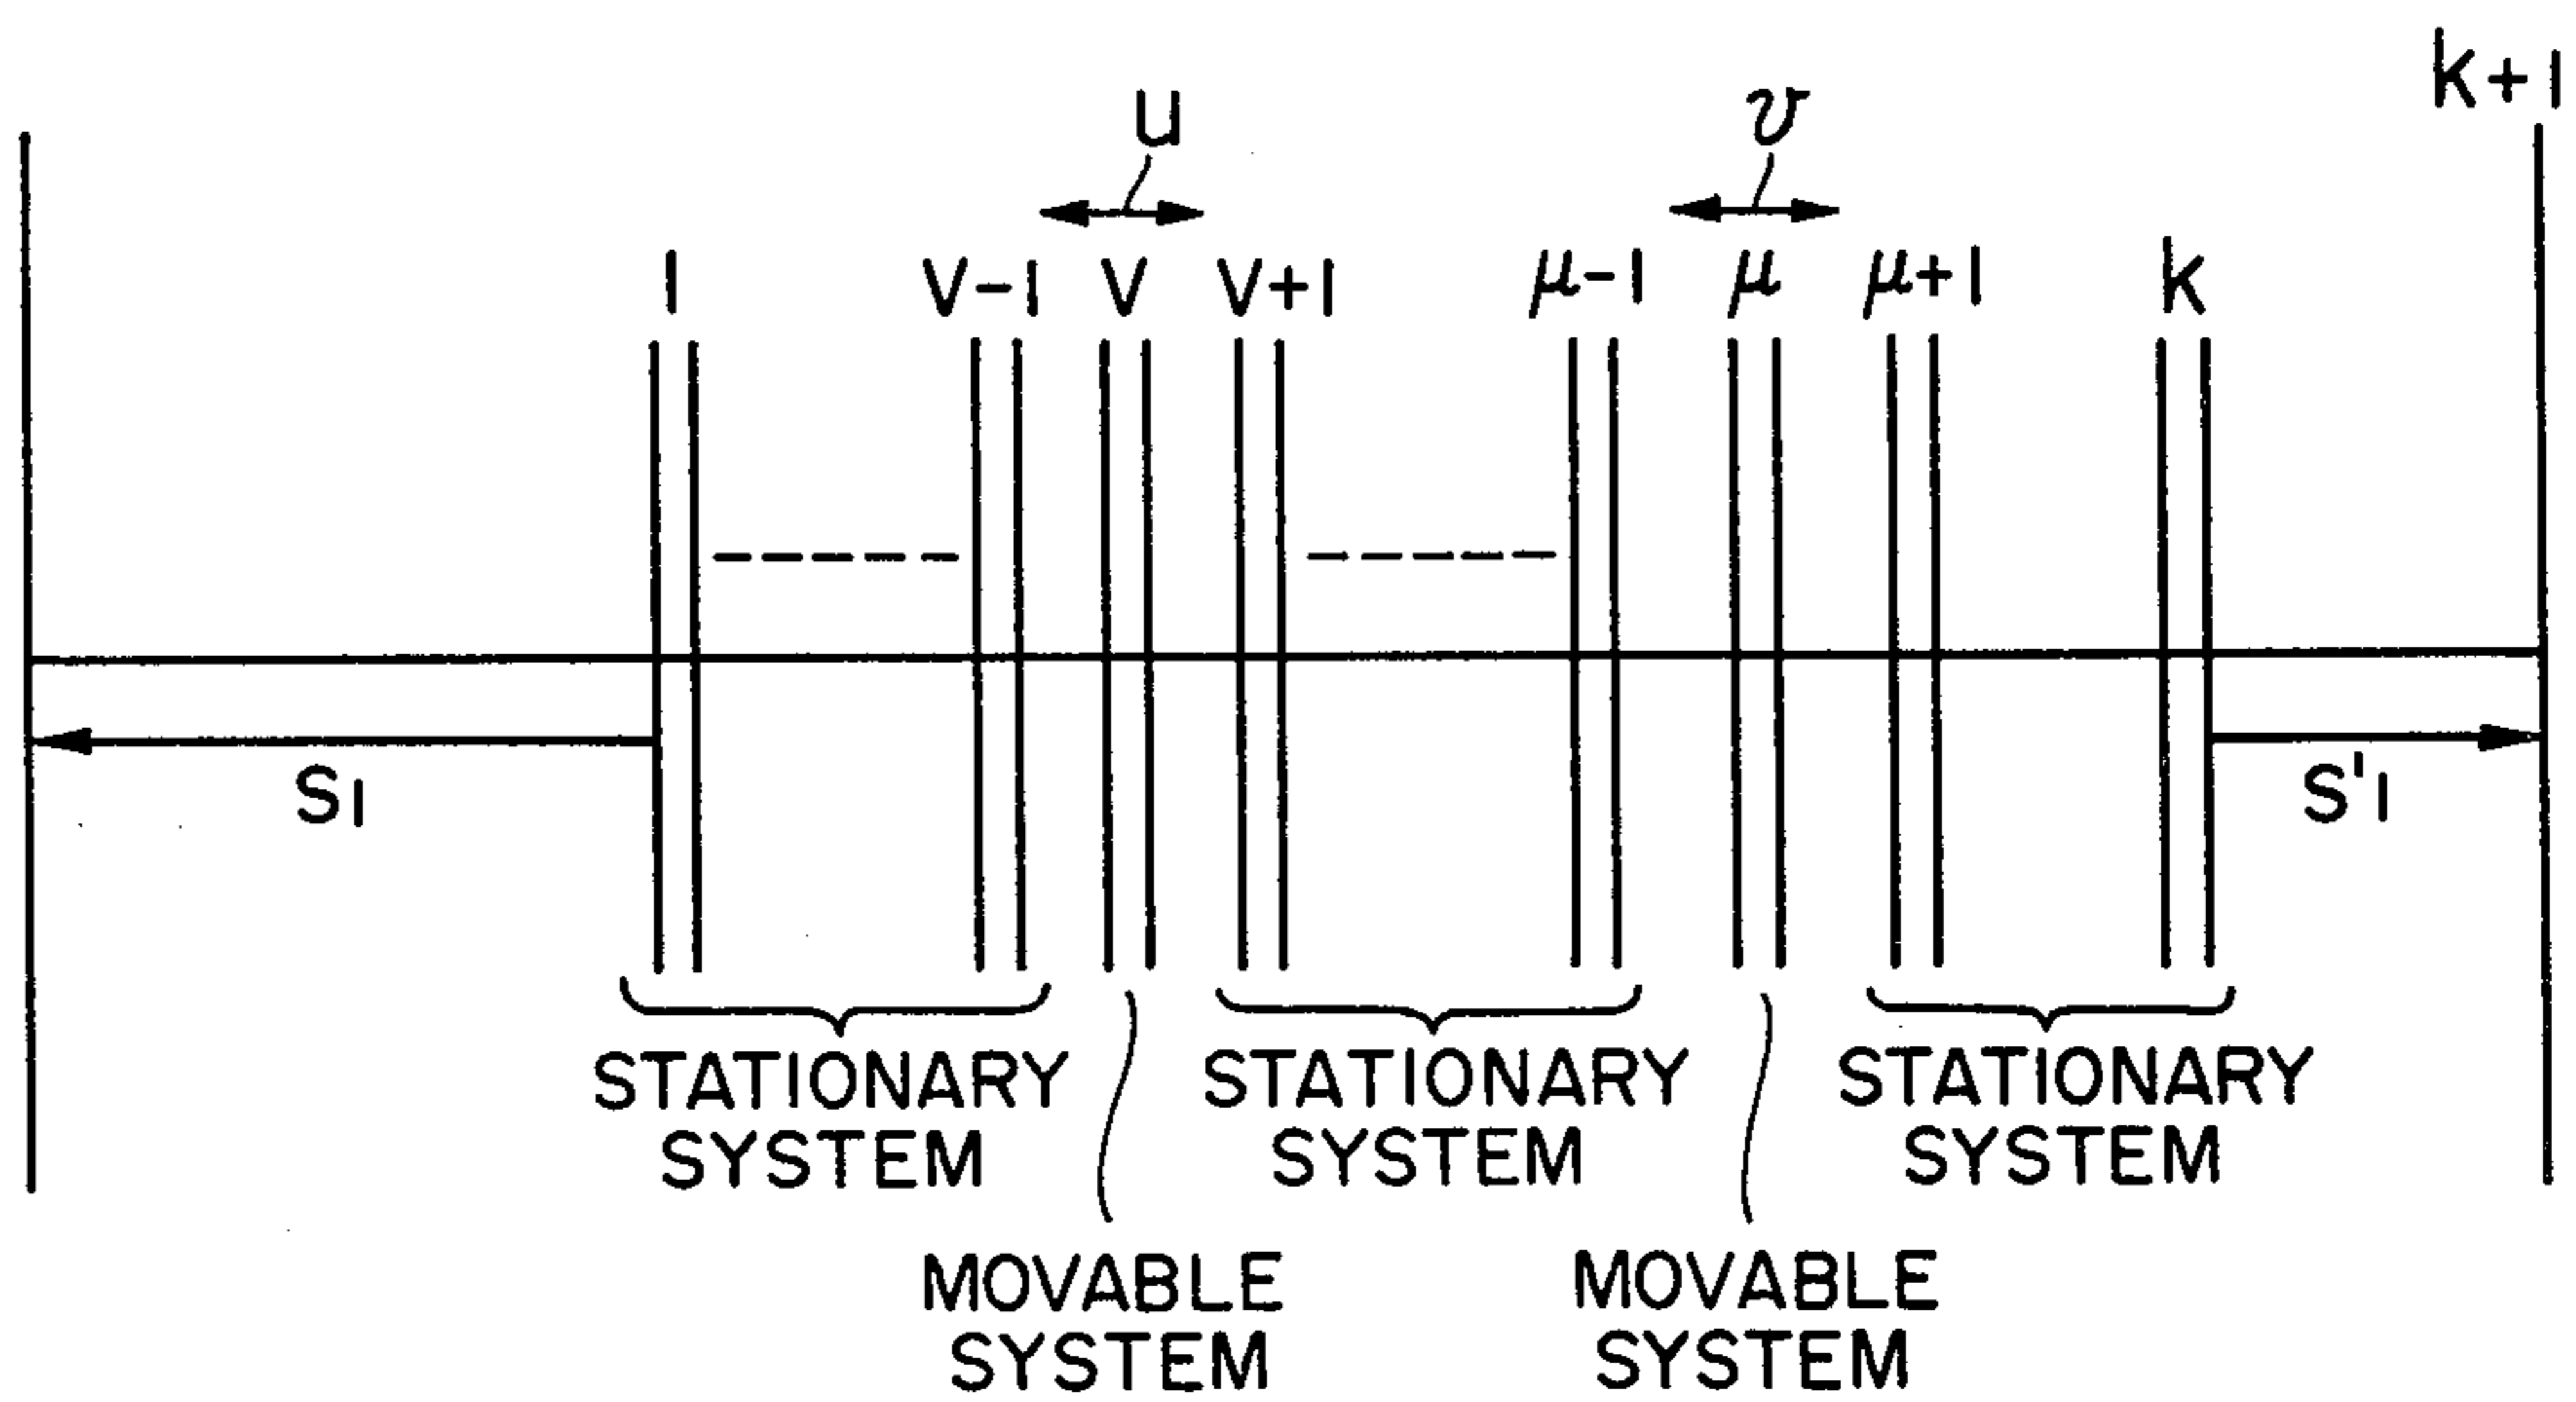 k+1
u
v
1
V-1
V
V+1
μ-1
μ
μ+1
k
S1
S'1
STATIONARY
SYSTEM
STATIONARY
SYSTEM
STATIONARY
SYSTEM
MOVABLE
SYSTEM
MOVABLE
SYSTEM